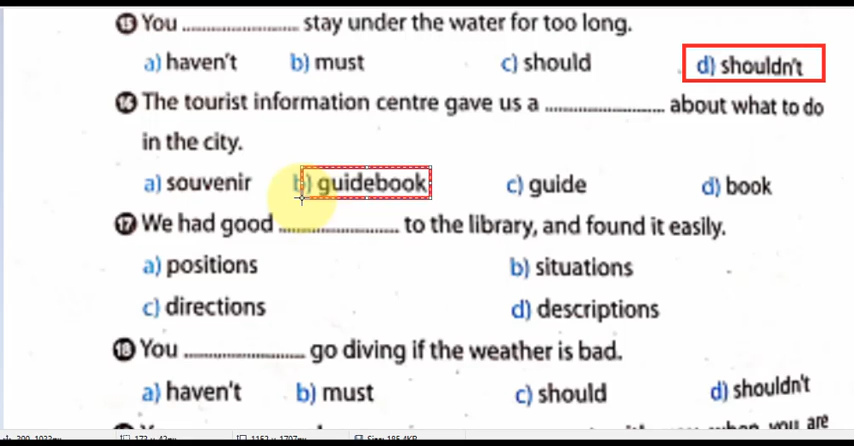 15 You ........................ stay under the water for too long.
a) haven't b) must c) should d) shouldn't
16 The tourist information centre gave us a ........................ about what to do
in the city.
a) souvenir b) guidebook c) guide d) book
17 We had good ........................ to the library, and found it easily.
a) positions b) situations
c) directions d) descriptions
18 You ........................ go diving if the weather is bad.
a) haven't b) must c) should d) shouldn't
when you are